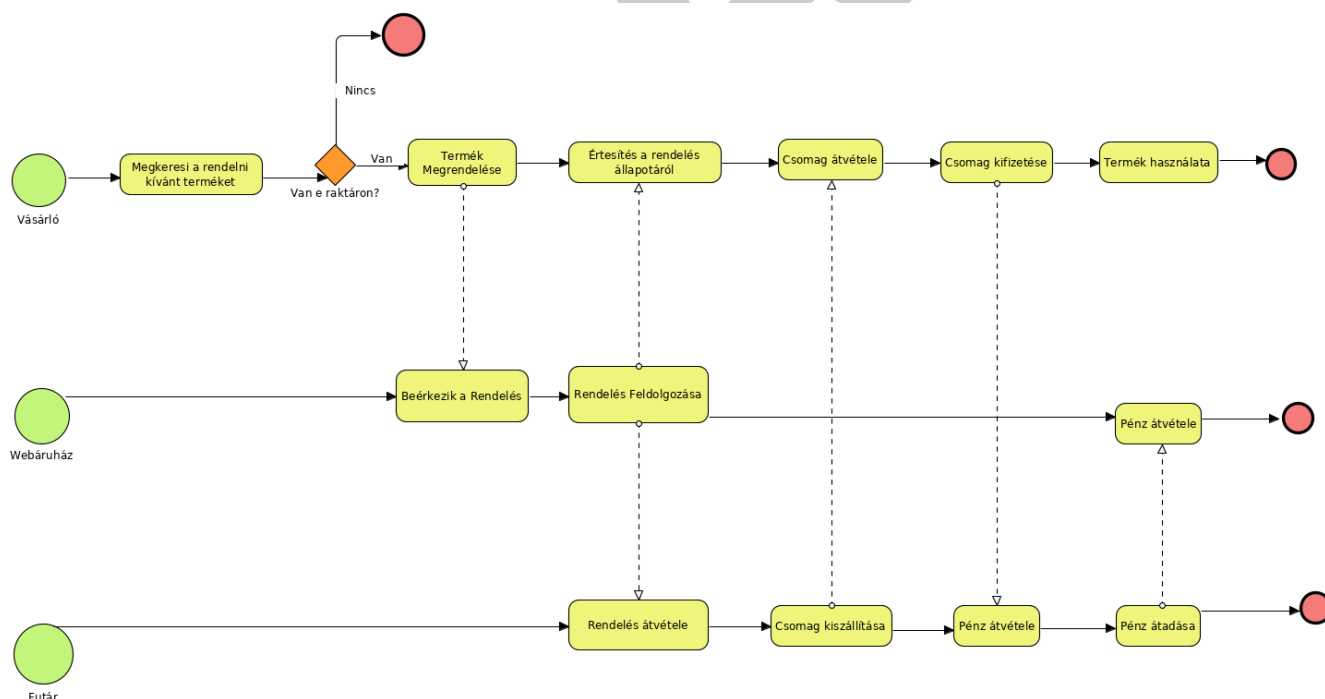 Nincs
Van
Megkeresi a rendelni
kívánt terméket
Termék
Megrendelése
Értesítés a rendelés
állapotáról
Csomag átvétele
Csomag kifizetése
Termék használata
Van e raktáron?
Vásárló
Beérkezik a Rendelés
Rendelés Feldolgozása
Pénz átvétele
Webáruház
Rendelés átvétele
Csomag kiszállítása
Pénz átvétele
Pénz átadása
Futár